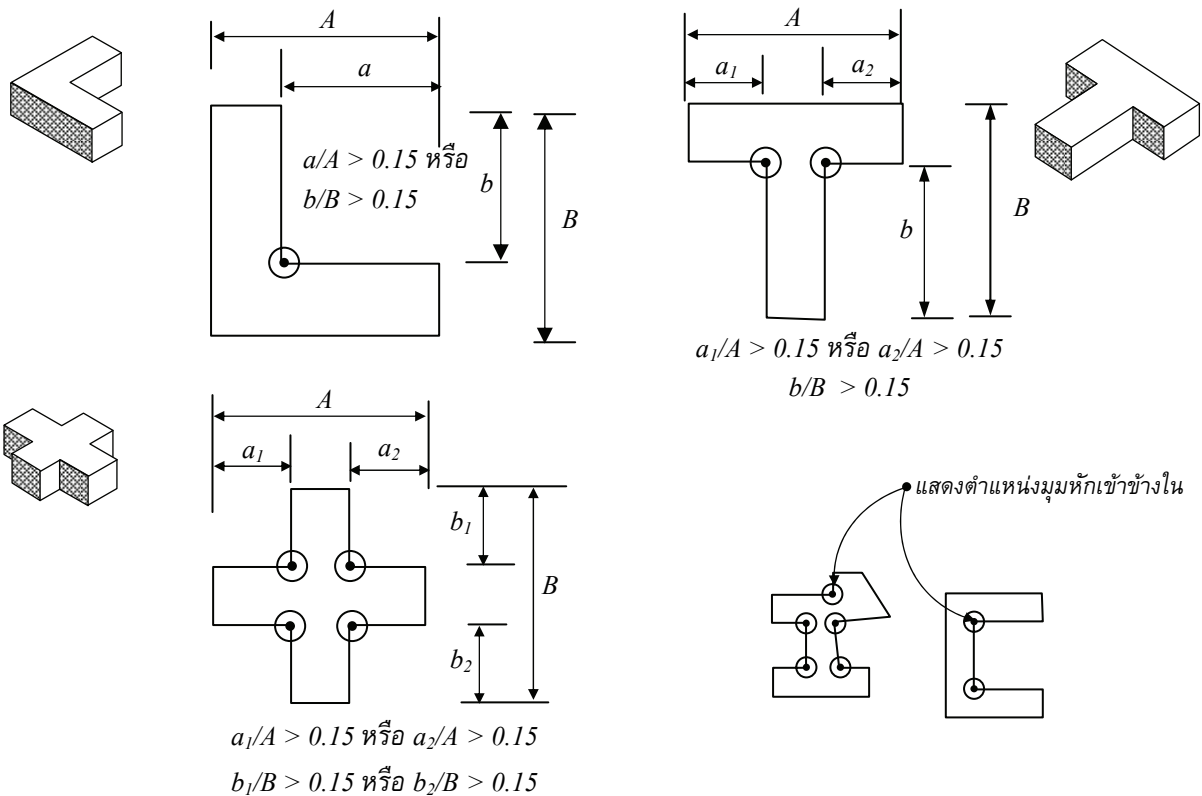 A
a
a/A > 0.15 หรือ
b/B > 0.15
b
B
A
a1
a2
b
B
a1/A > 0.15 หรือ a2/A > 0.15
b/B > 0.15
A
a1
a2
b1
B
b2
a1/A > 0.15 หรือ a2/A > 0.15
b1/B > 0.15 หรือ b2/B > 0.15
แสดงตำแหน่งมุมหักเข้าข้างใน